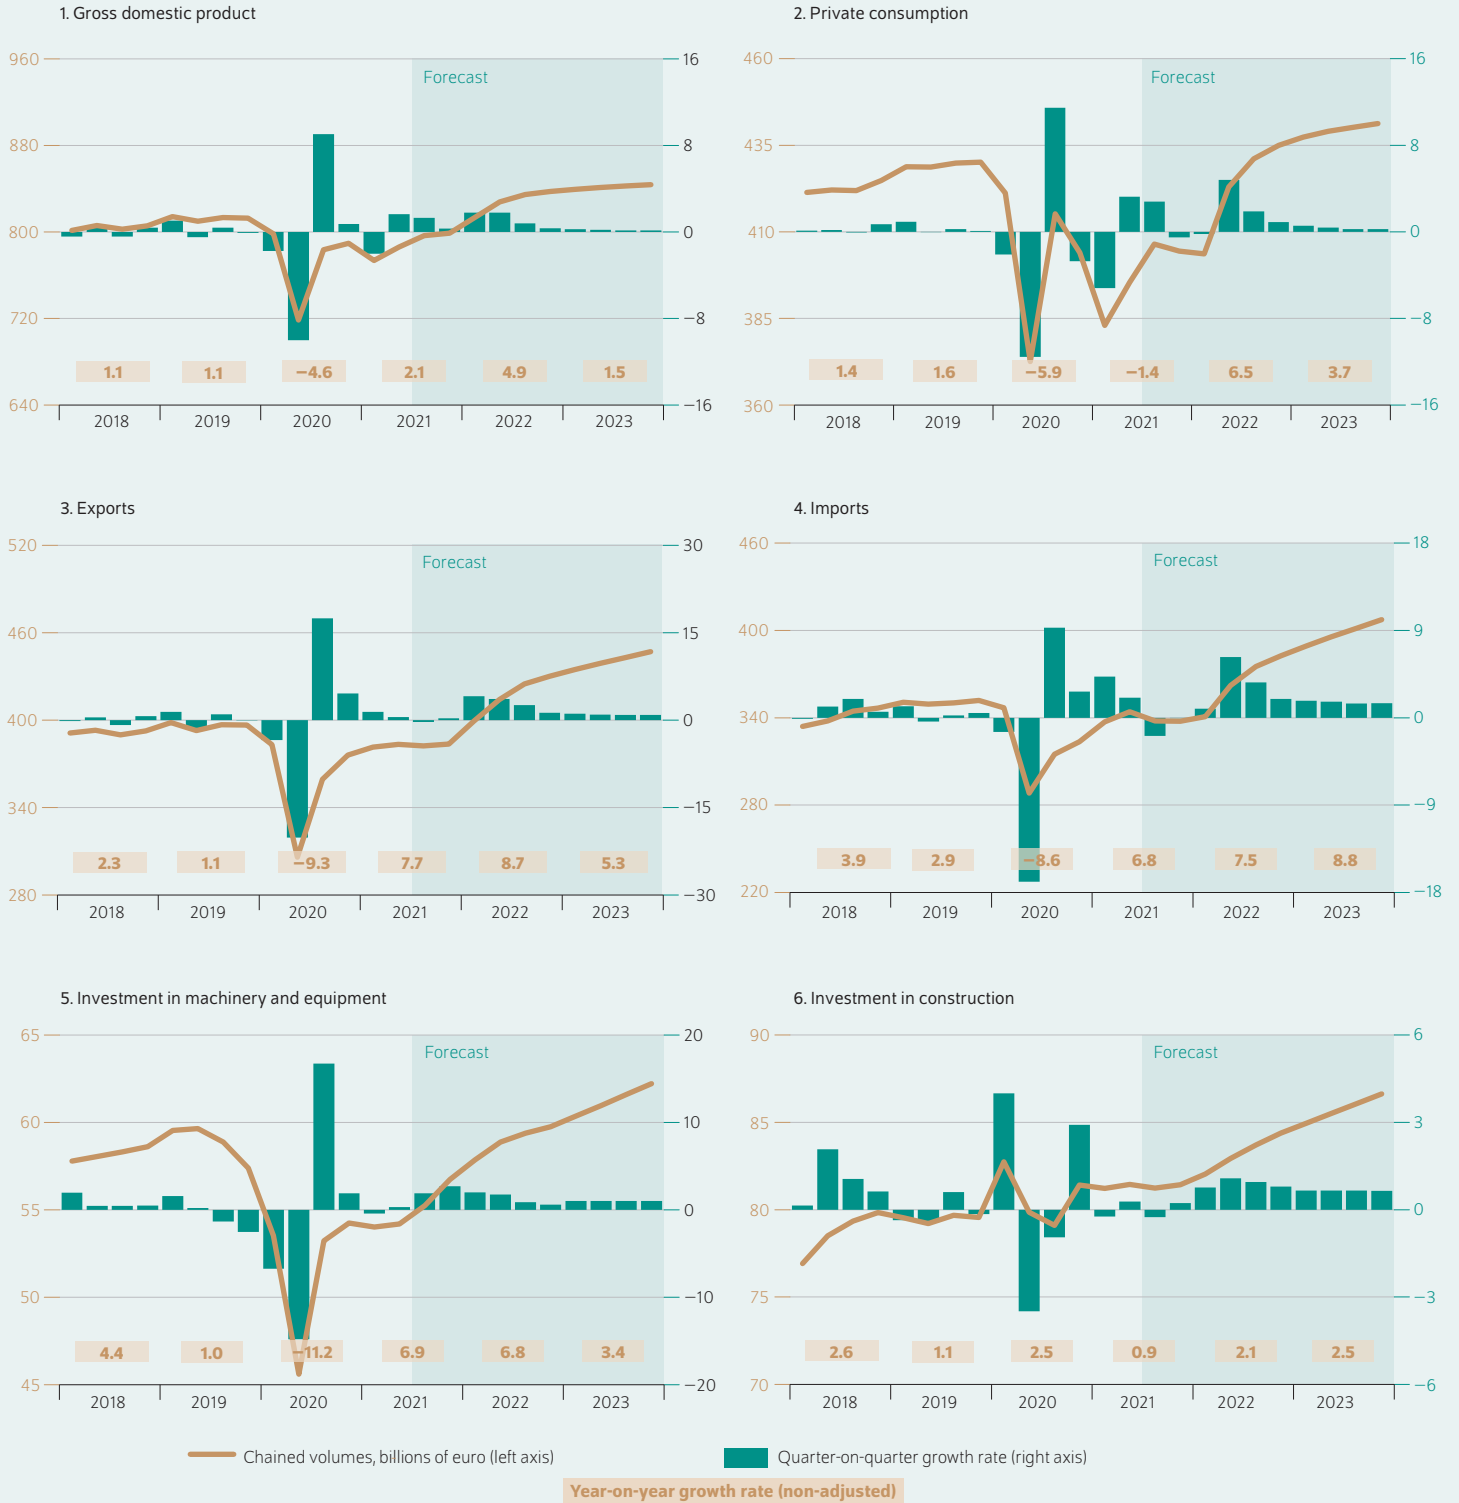 1. Gross domestic product
2. Private consumption
960
16
460
16
Forecast
Forecast
880
8
435
8
800
0
410
0
720
−8
385
−8
1.1 1.1 −4.6 2.1 4.9 1.5
1.4 1.6 −5.9 −1.4 6.5 3.7
640
−16
360
−16
2018 2019 2020 2021 2022 2023
2018 2019 2020 2021 2022 2023
3. Exports
4. Imports
520
30
460
18
Forecast
Forecast
460
15
400
9
400
0
340
0
340
−15
280
−9
2.3 1.1 −9.3 7.7 8.7 5.3
3.9 2.9 −8.6 6.8 7.5 8.8
280
−30
220
−18
2018 2019 2020 2021 2022 2023
2018 2019 2020 2021 2022 2023
5. Investment in machinery and equipment
6. Investment in construction
65
20
90
6
Forecast
Forecast
60
10
85
3
55
0
80
0
50
−10
75
−3
4.4 1.0 −11.2 6.9 6.8 3.4
2.6 1.1 2.5 0.9 2.1 2.5
45
−20
70
−6
2018 2019 2020 2021 2022 2023
2018 2019 2020 2021 2022 2023
Chained volumes, billions of euro (left axis)
Quarter-on-quarter growth rate (right axis)
Year-on-year growth rate (non-adjusted)